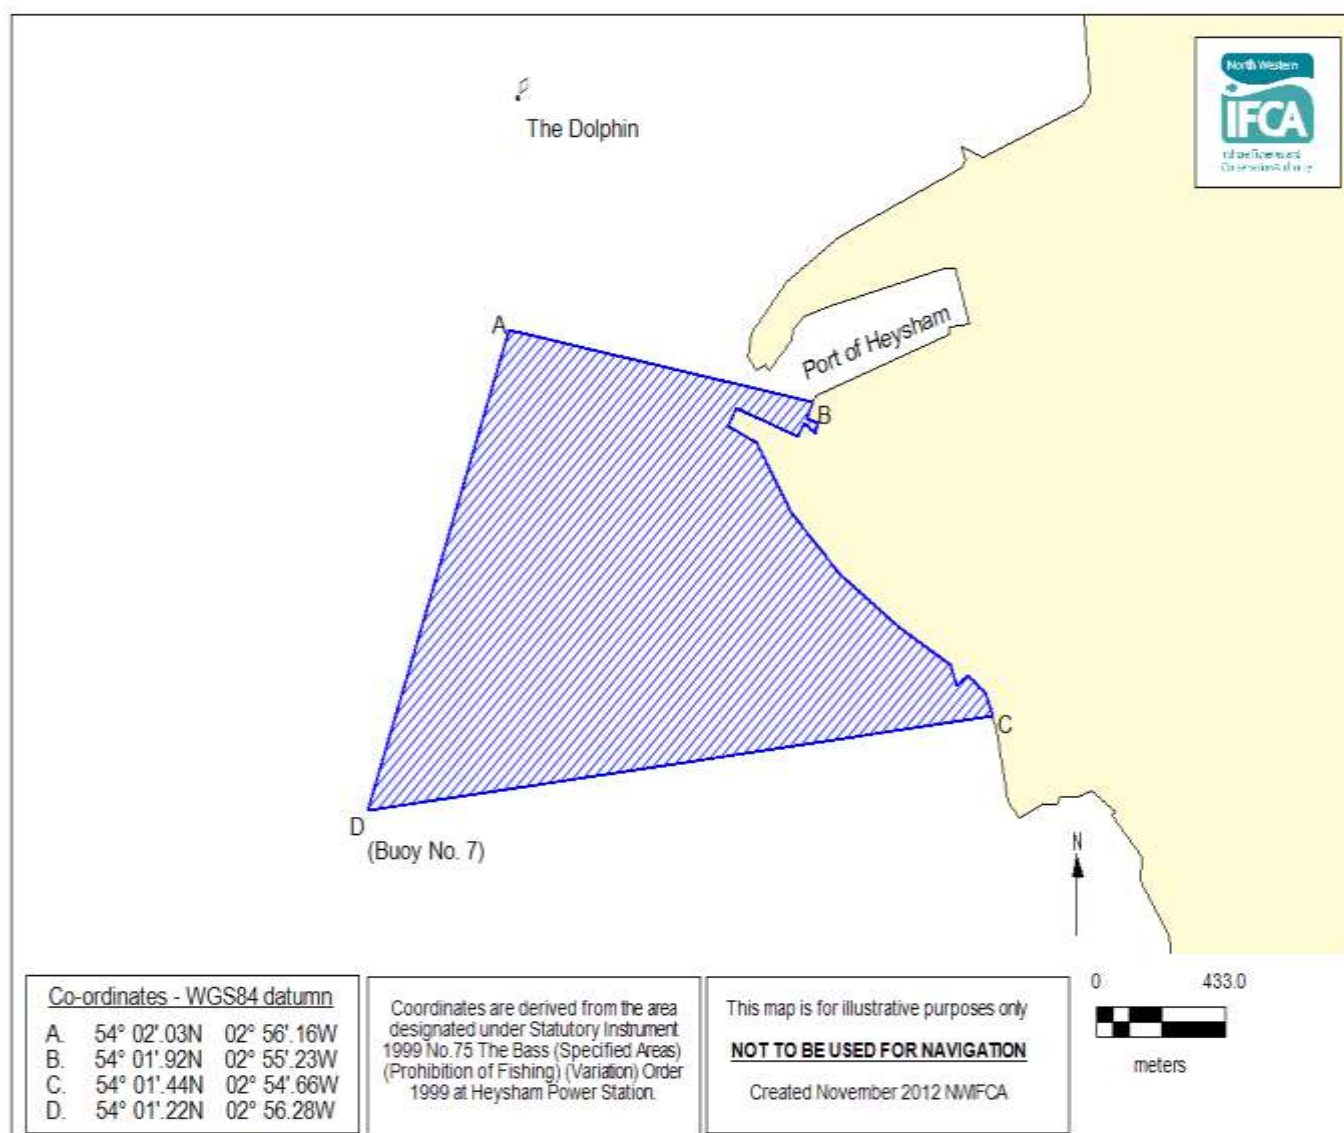 North Western
IFCA
The Dolphin
Port of Heysham
A
B
C
D
(Buoy No. 7)
N
Co-ordinates - WGS84 datumn
A. 54° 02'.03N 02° 56'.16W
B. 54° 01'.92N 02° 55'.23W
C. 54° 01'.44N 02° 54'.66W
D. 54° 01'.22N 02° 56.28W
Coordinates are derived from the area
designated under Statutory Instrument
1999 No.75 The Bass (Specified Areas)
(Prohibition of Fishing) (Variation) Order
1999 at Heysham Power Station.
This map is for illustrative purposes only
NOT TO BE USED FOR NAVIGATION
Created November 2012 NWIFCA
0 433.0
meters